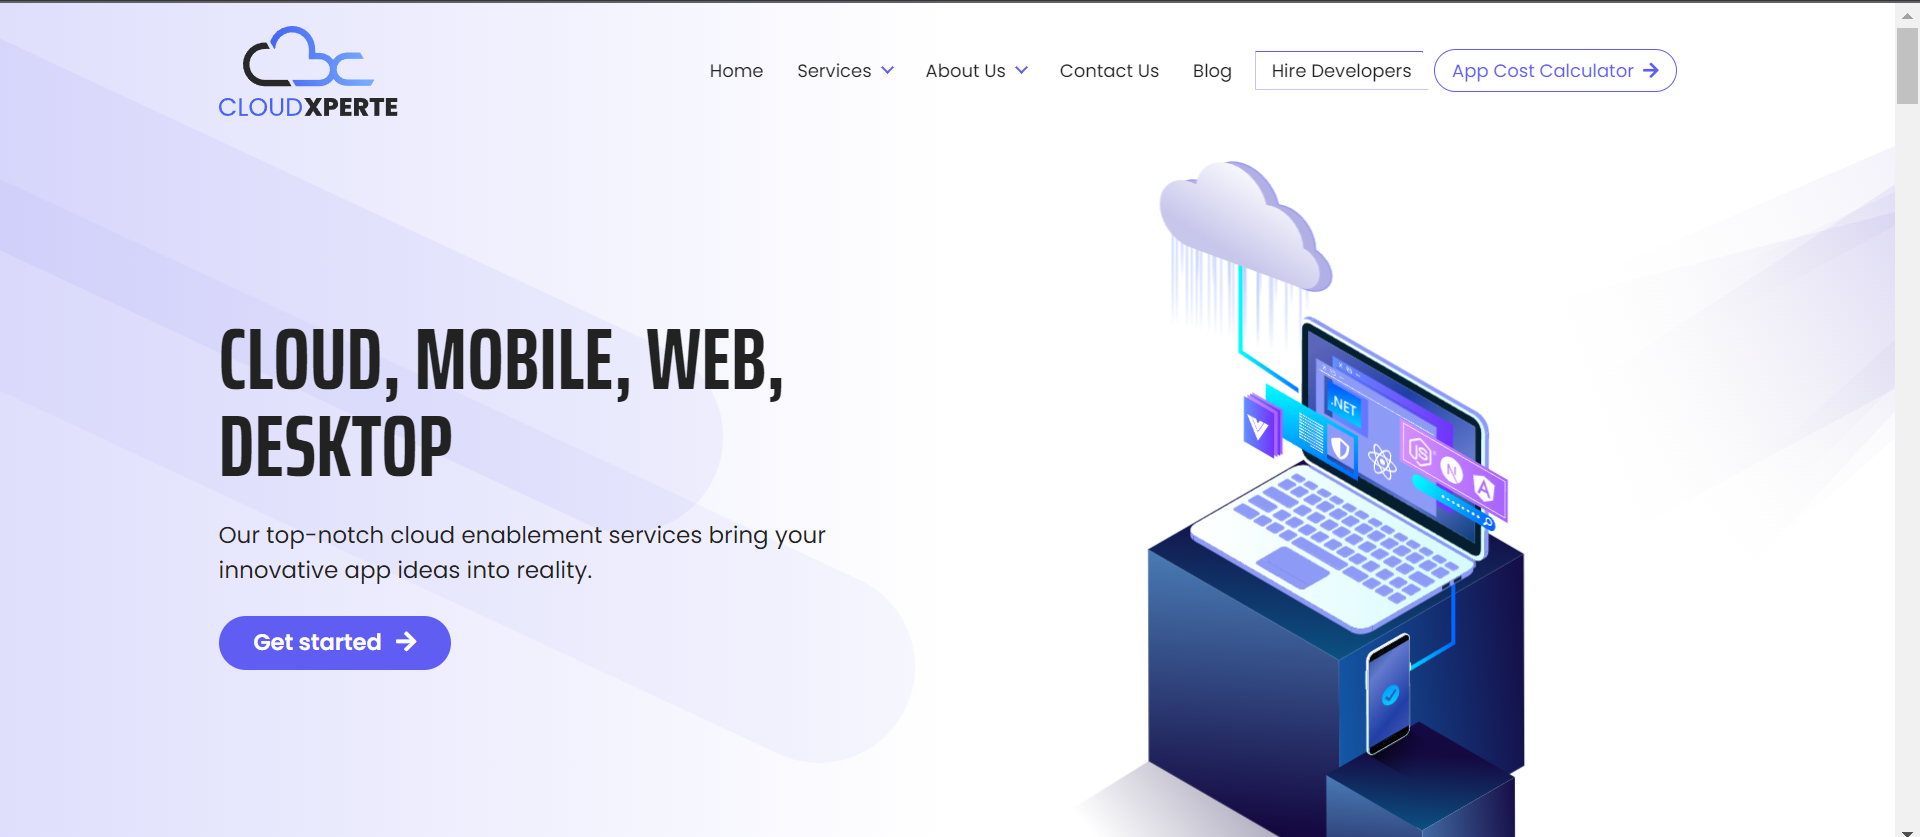 CLOUDXPERTE
Home
Services
About Us
Contact Us
Blog
Hire Developers
App Cost Calculator
CLOUD, MOBILE, WEB,
DESKTOP
Our top-notch cloud enablement services bring your
innovative app ideas into reality.
Get started
.NET
JS
N
A